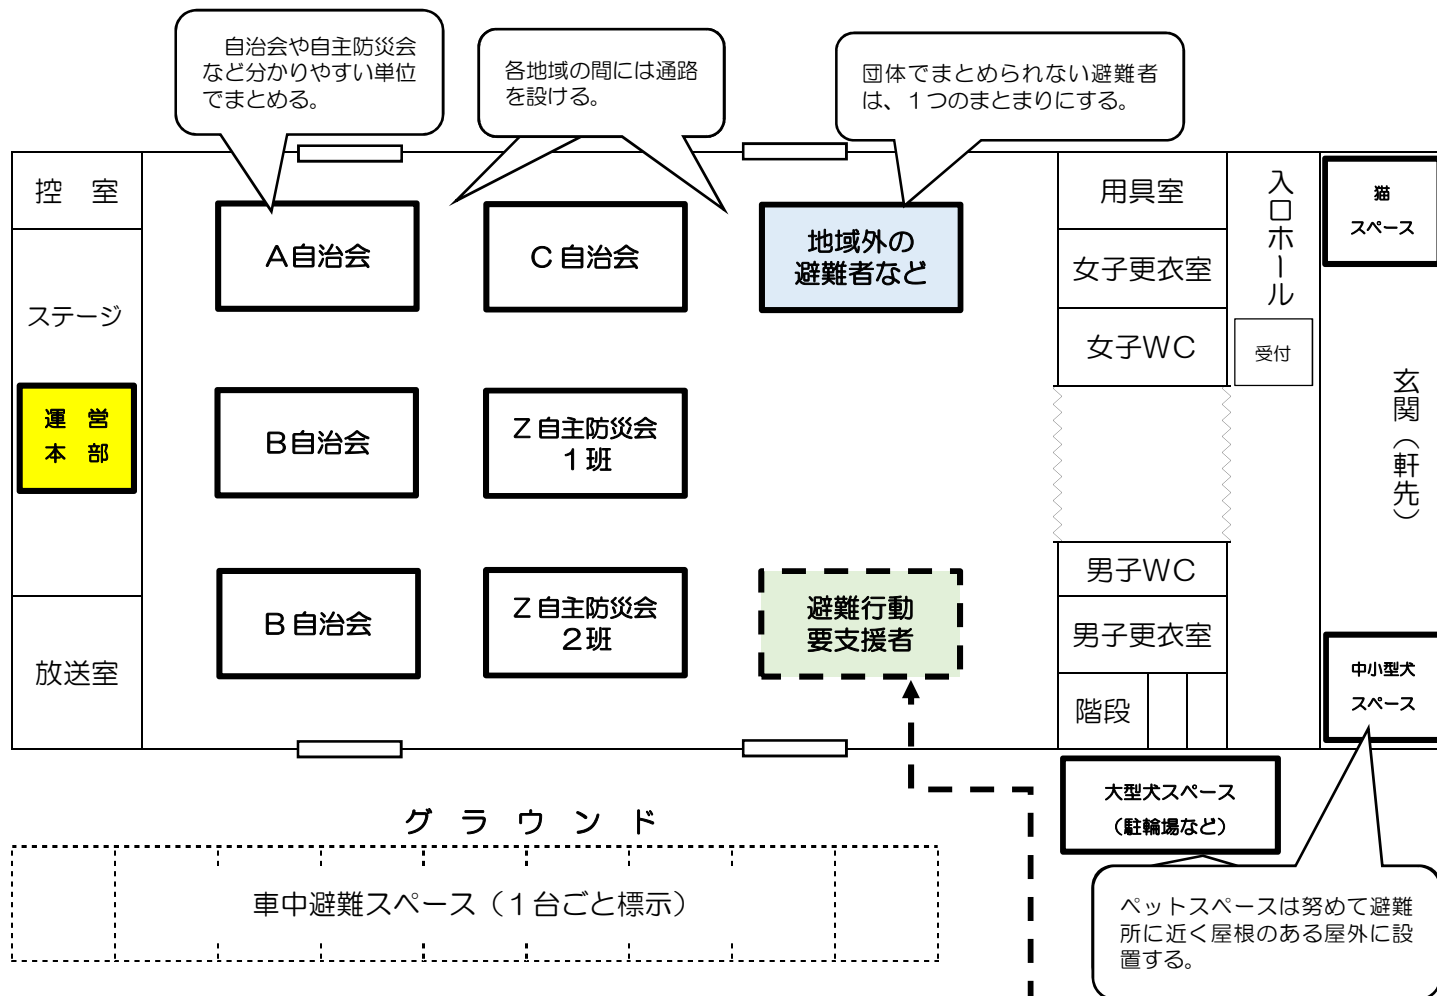 自治会や自主防災会
など分かりやすい単位
でまとめる。
各地域の間には通路
を設ける。
団体でまとめられない避難者
は、１つのまとまりにする。
控　室
ステージ
運　営
本　部
放送室
Ａ自治会
Ｃ自治会
地域外の
避難者など
Ｂ自治会
Ｚ自主防災会
１班
Ｂ自治会
Ｚ自主防災会
２班
避難行動
要支援者
用具室
女子更衣室
女子ＷＣ
男子ＷＣ
男子更衣室
階段
入口ホール
受付
猫
スペース
玄関（軒先）
中小型犬
スペース
大型犬スペース
（駐輪場など）
グ　ラ　ウ　ン　ド
車中避難スペース（１台ごと標示）
ペットスペースは努めて避難
所に近く屋根のある屋外に設
置する。